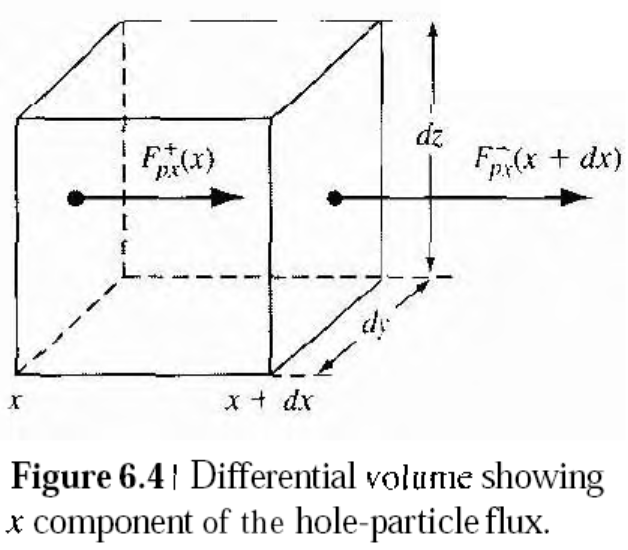 dz
F⁺ₚₓ(x)
F⁺ₚₓ(x + dx)
dy
x
x + dx
Figure 6.4 | Differential volume showing
x component of the hole-particle flux.